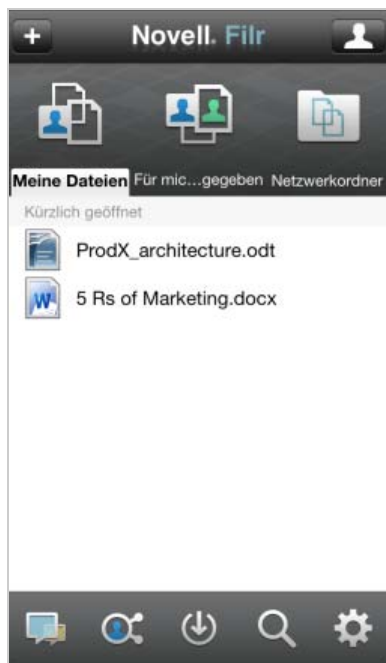 Novell. Filr
Meine Dateien Für mic...gegeben Netzwerkordner
Kürzlich geöffnet
ProdX_architecture.odt
W 5 Rs of Marketing.docx